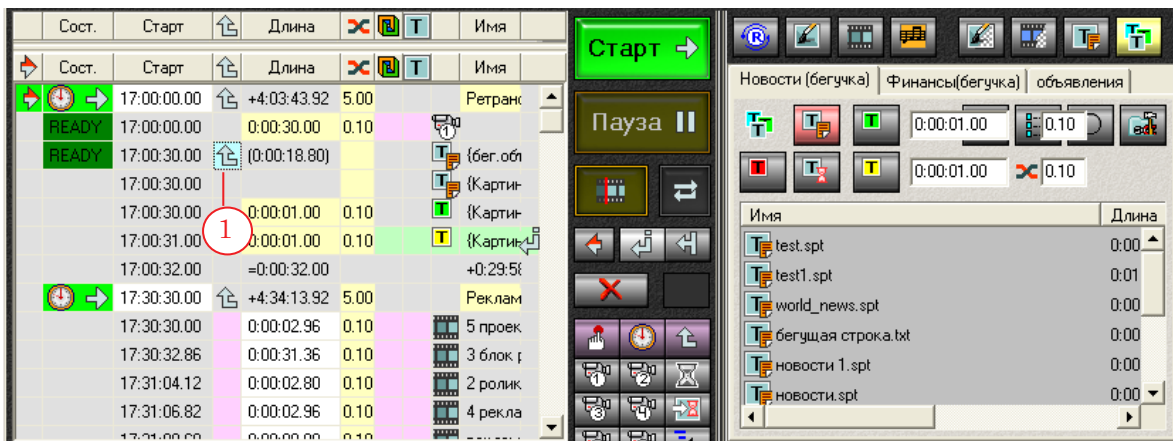 Сост. Старт Длина T Имя
Сост. Старт Длина T Имя
17:00:00.00 +4:03:43.92 5.00 Ретранс
READY 17:00:00.00 0:00:30.00 0.10 1
READY 17:00:30.00 (0:00:18.80) T {бег.объ
17:00:30.00 T {Картин
17:00:30.00 0:00:01.00 0.10 T {Картин
1
17:00:31.00 0:00:01.00 0.10 T {Картин
17:00:32.00 =0:00:32.00 +0:29:58
17:30:30.00 +4:34:13.92 5.00 Реклам
17:30:30.00 0:00:02.96 0.10 5 проек
17:30:32.86 0:00:31.36 0.10 3 блок р
17:31:04.12 0:00:02.80 0.10 2 ролик
17:31:06.82 0:00:02.96 0.10 4 рекла
Старт
Пауза
1 2
3 4
R T T T
Новости (бегучка) Финансы(бегучка) объявления
T T T T 0:00:01.00 0.10
T T T 0:00:01.00 0.10
Имя Длина
test.spt 0:00
test1.spt 0:01
world_news.spt 0:00
бегущая строка.txt 0:00
новости 1.spt 0:00
новости.spt 0:00